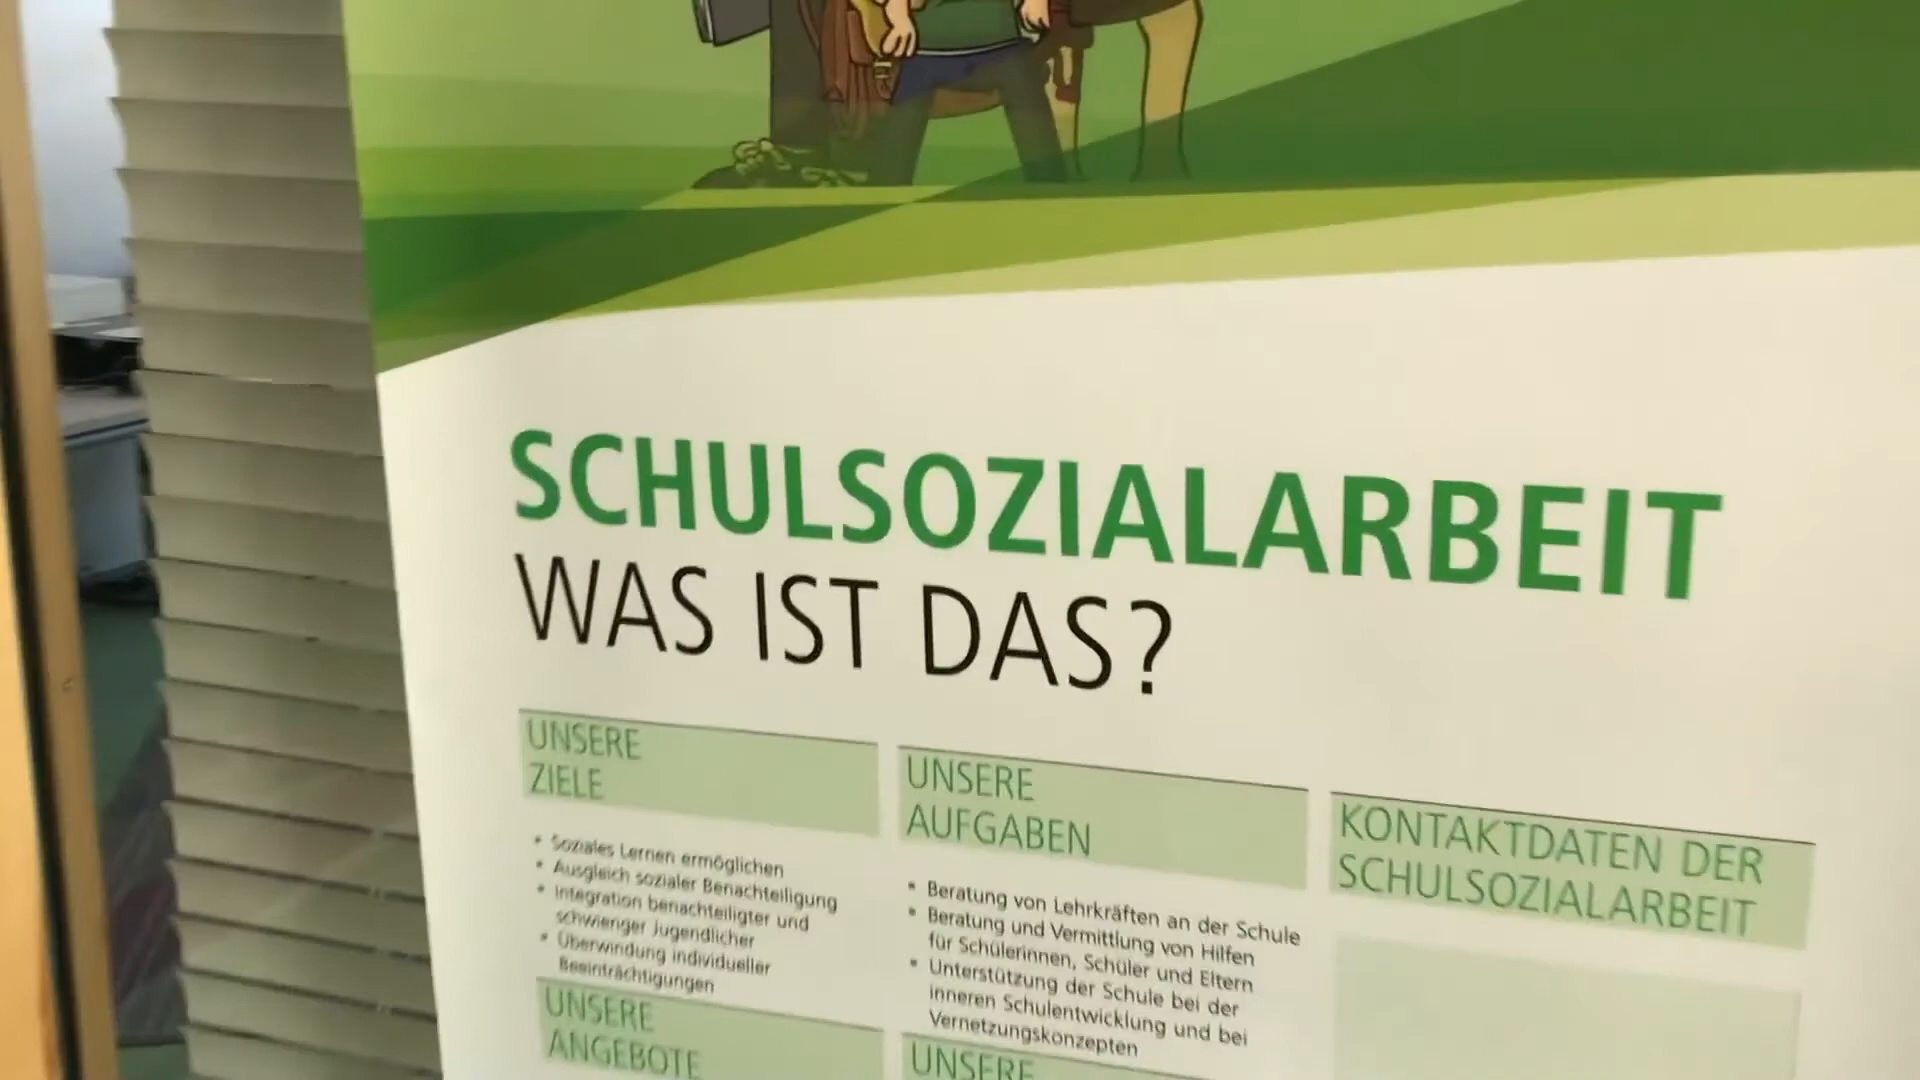 SCHULSOZIALARBEIT
WAS IST DAS?
UNSERE
ZIELE
• Soziales Lernen ermöglichen
• Ausgleich sozialer Benachteiligung
• Integration benachteiligter und
schwieriger Jugendlicher
• Überwindung individueller
Beeinträchtigungen
UNSERE
ANGEBOTE
UNSERE
AUFGABEN
• Beratung von Lehrkräften an der Schule
• Beratung und Vermittlung von Hilfen
für Schülerinnen, Schüler und Eltern
• Unterstützung der Schule bei der
inneren Schulentwicklung und bei
Vernetzungskonzepten
UNSERE
KONTAKTDATEN DER
SCHULSOZIALARBEIT